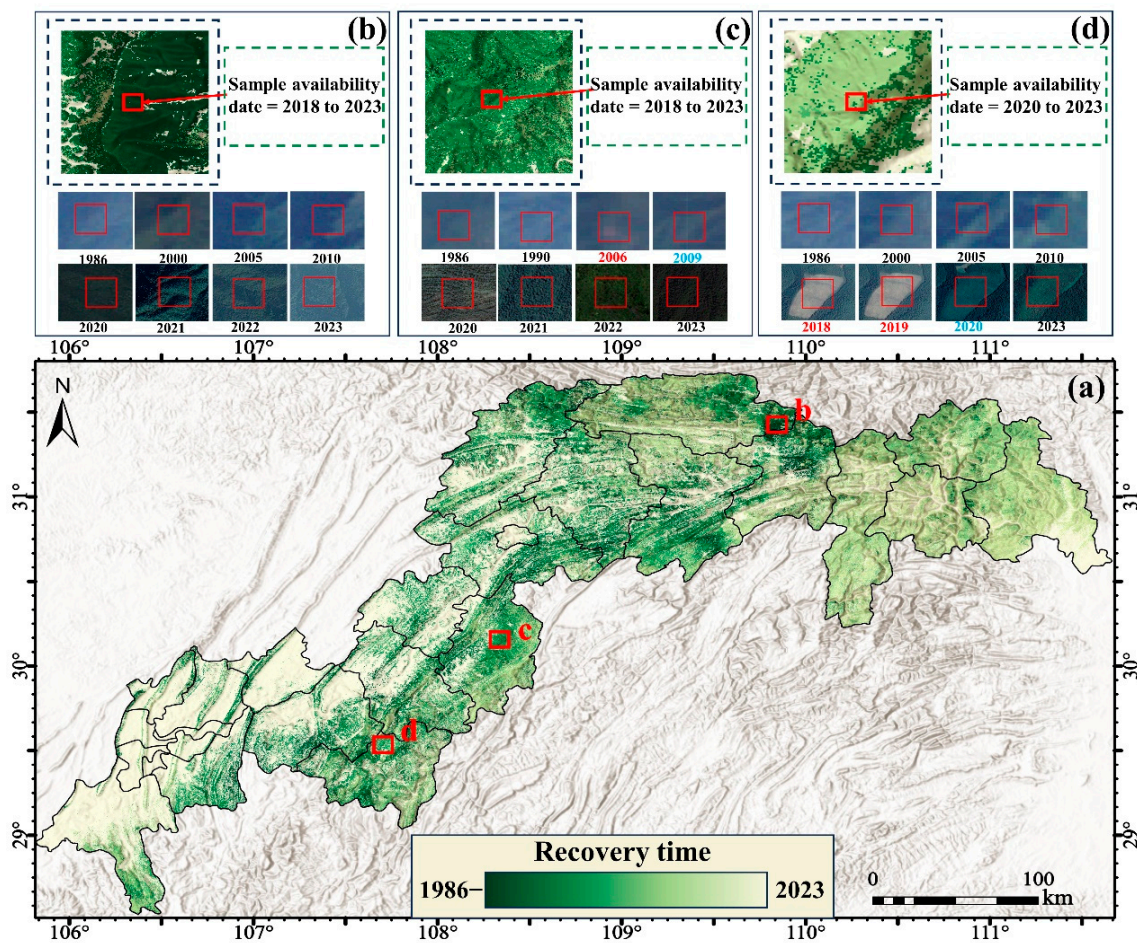 (b)
Sample availability
date = 2018 to 2023
1986 2000 2005 2010
2020 2021 2022 2023
(c)
Sample availability
date = 2018 to 2023
1986 1990 2006 2009
2020 2021 2022 2023
(d)
Sample availability
date = 2020 to 2023
1986 2000 2005 2010
2018 2019 2020 2023
106° 107° 108° 109° 110° 111°
N
(a)
b
31° 31°
c
30° 30°
d
29° 29°
Recovery time
1986 2023
0 100
km
106° 107° 108° 109° 110° 111°